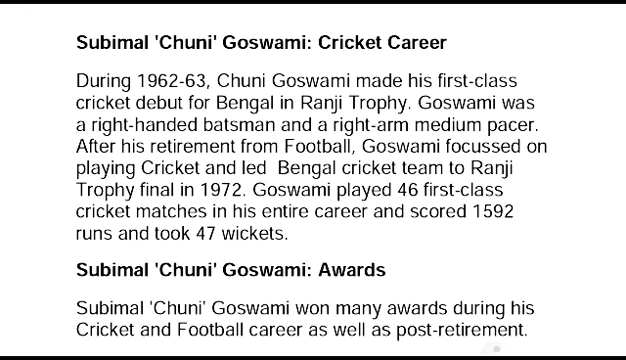 Subimal 'Chuni' Goswami: Cricket Career
During 1962-63, Chuni Goswami made his first-class
cricket debut for Bengal in Ranji Trophy. Goswami was
a right-handed batsman and a right-arm medium pacer.
After his retirement from Football, Goswami focussed on
playing Cricket and led Bengal cricket team to Ranji
Trophy final in 1972. Goswami played 46 first-class
cricket matches in his entire career and scored 1592
runs and took 47 wickets.
Subimal 'Chuni' Goswami: Awards
Subimal 'Chuni' Goswami won many awards during his
Cricket and Football career as well as post-retirement.